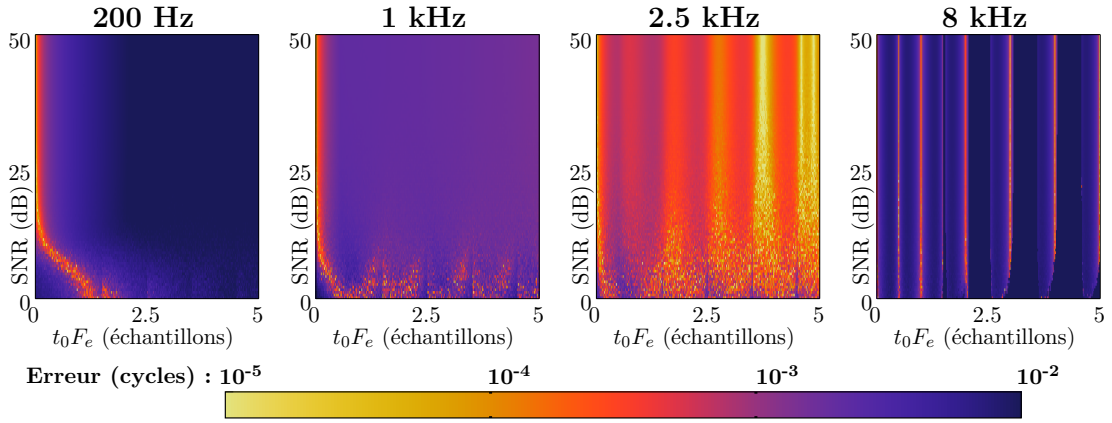 200 Hz 1 kHz 2.5 kHz 8 kHz
50 50 50 50
25 25 25 25
SNR (dB) SNR (dB) SNR (dB) SNR (dB)
0 0 0 0
0 2.5 5 0 2.5 5 0 2.5 5 0 2.5 5
t₀Fₑ (échantillons) t₀Fₑ (échantillons) t₀Fₑ (échantillons) t₀Fₑ (échantillons)
Erreur (cycles) : 10⁻⁵ 10⁻⁴ 10⁻³ 10⁻²